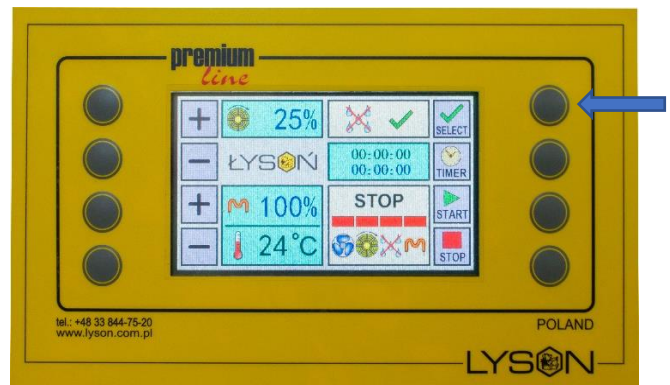 premium
line
+ 25% SELECT
- ŁYSOŃ 00:00:00 TIMER
00:00:00
+ 100% STOP START
- 24°C STOP
tel.: +48 33 844-75-20
www.lyson.com.pl
POLAND
LYSON